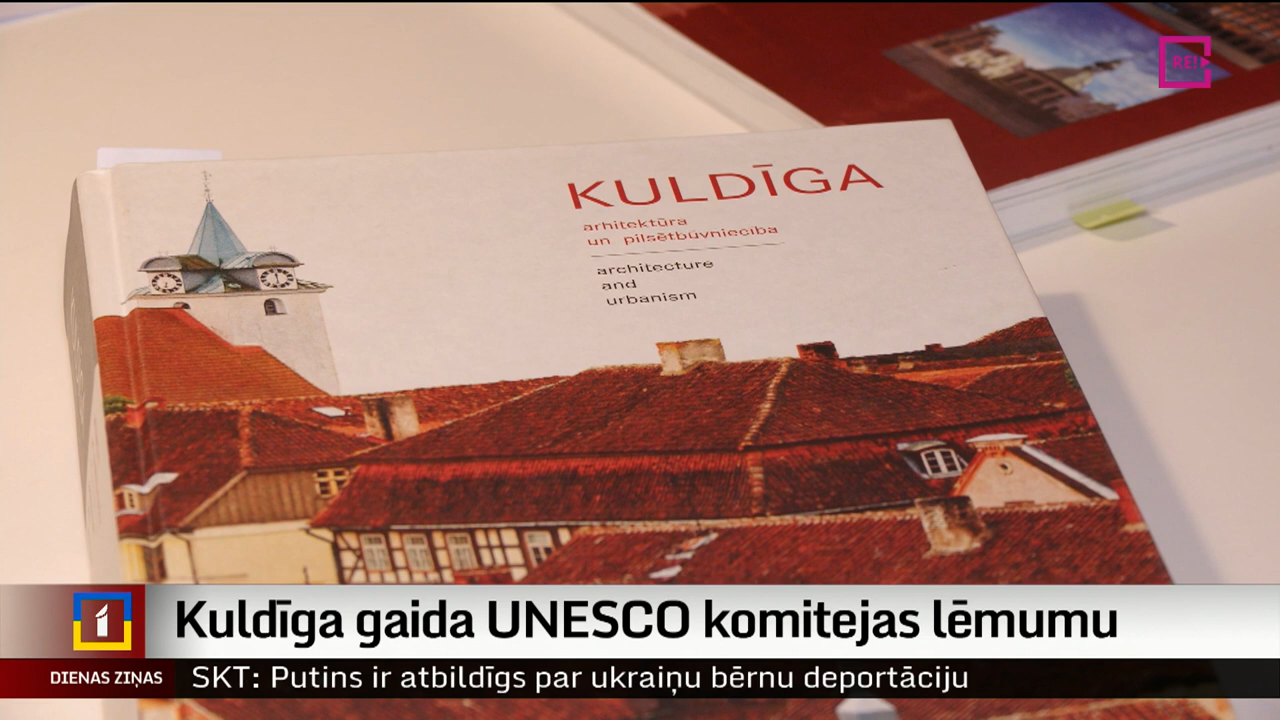 RE!
KULDĪGA
arhitektūra
un pilsētbūvniecība
architecture
and
urbanism
Kuldīga gaida UNESCO komitejas lēmumu
1
DIENAS ZIŅAS
SKT: Putins ir atbildīgs par ukraiņu bērnu deportāciju